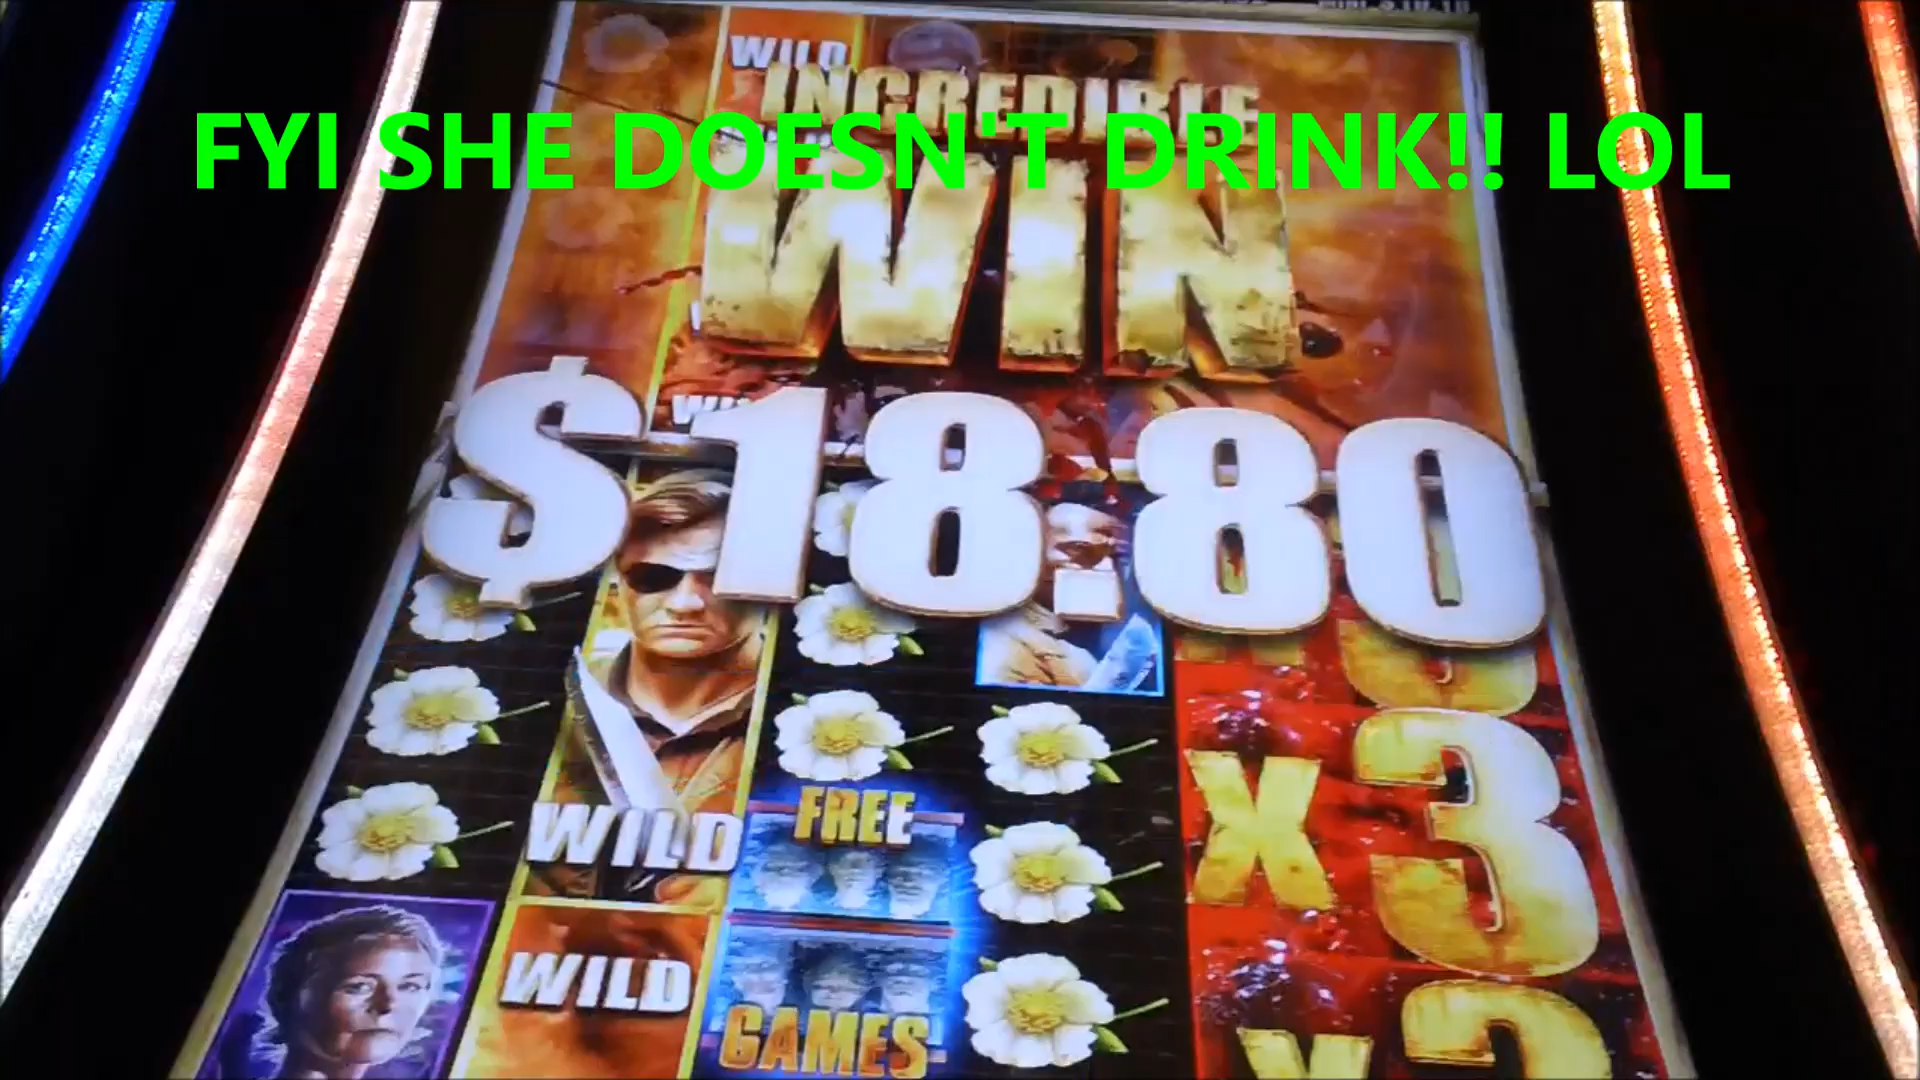 WILD
INCREDIBLE
FYI SHE DOESN'T DRINK!! LOL
WIN
$18.80
x3
WILD
FREE
WILD
GAMES